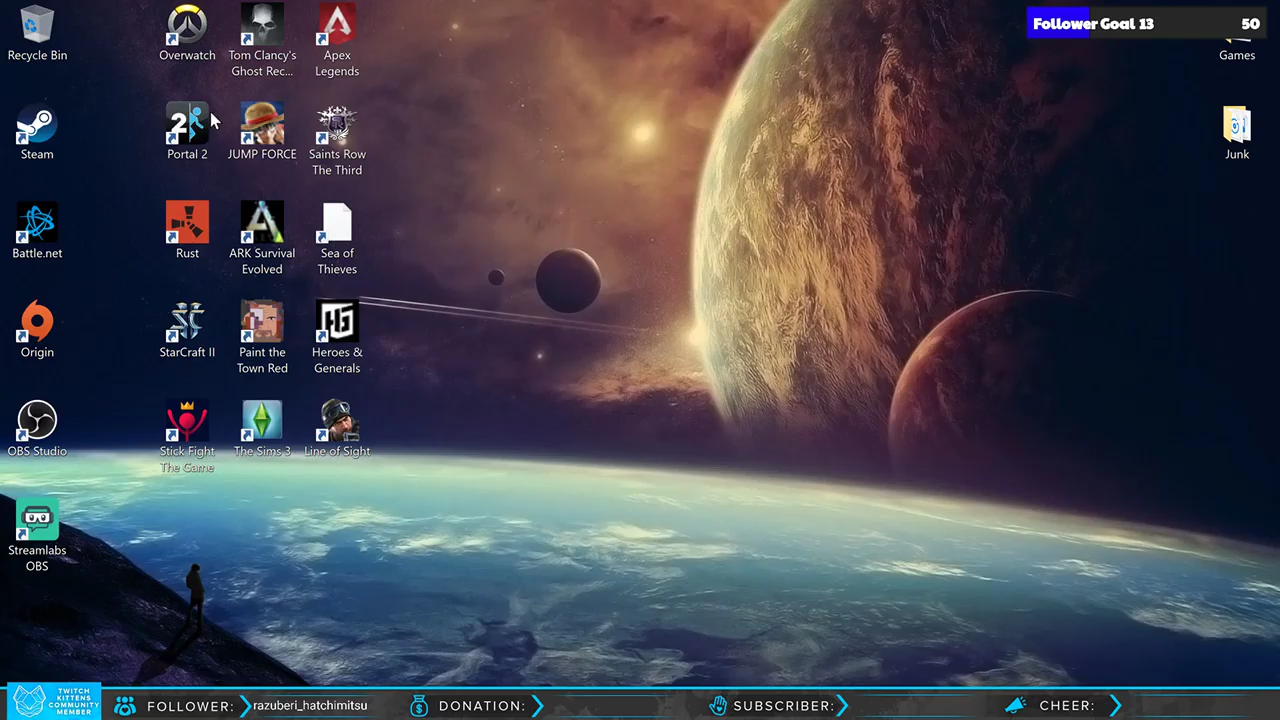 Recycle Bin
Overwatch
Tom Clancy's
Ghost Rec...
Apex
Legends
Follower Goal 13
50
Games
Steam
2
Portal 2
JUMP FORCE
Saints Row
The Third
Junk
Battle.net
Rust
ARK Survival
Evolved
Sea of
Thieves
Origin
StarCraft II
Paint the
Town Red
Heroes &
Generals
OBS Studio
Stick Fight
The Game
The Sims 3
Line of Sight
Streamlabs
OBS
TWITCH
KITTENS
COMMUNITY
MEMBER
FOLLOWER:
razuberi_hatchimitsu
DONATION:
SUBSCRIBER:
CHEER: